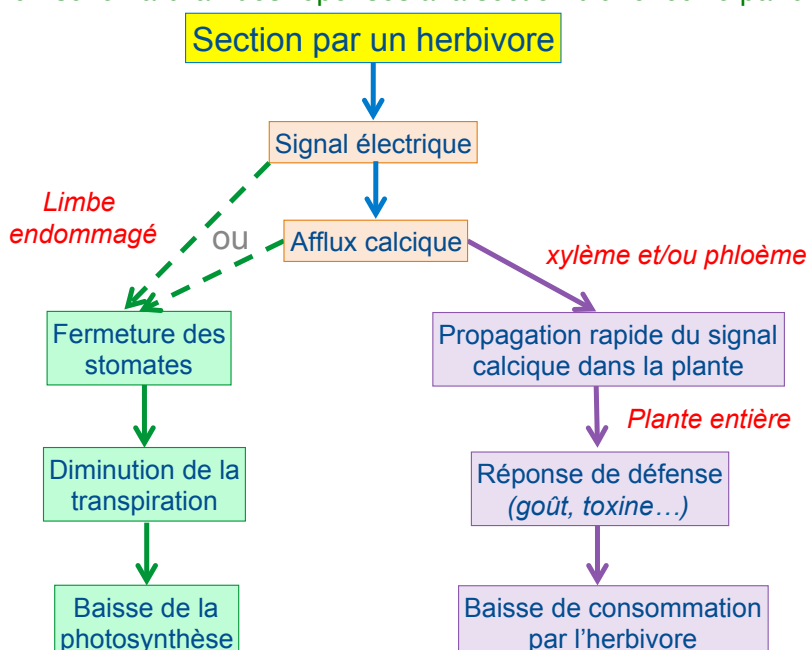 Section par un herbivore
Signal électrique
Limbe
endommagé
ou
Afflux calcique
xylème et/ou phloème
Fermeture des
stomates
Propagation rapide du signal
calcique dans la plante
Plante entière
Diminution de la
transpiration
Réponse de défense
(goût, toxine…)
Baisse de la
photosynthèse
Baisse de consommation
par l'herbivore